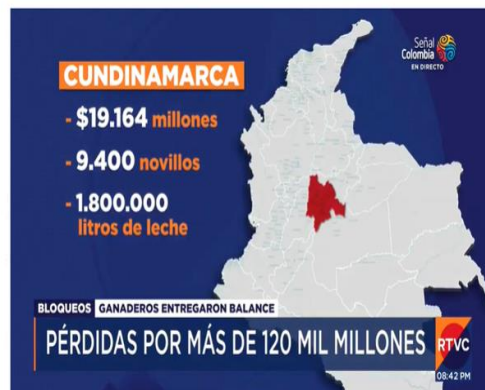 CUNDINAMARCA
- $19.164 millones
- 9.400 novillos
- 1.800.000
litros de leche
Señal
Colombia
EN DIRECTO
BLOQUEOS GANADEROS ENTREGARON BALANCE
PÉRDIDAS POR MÁS DE 120 MIL MILLONES
RTVC
08:42 PM